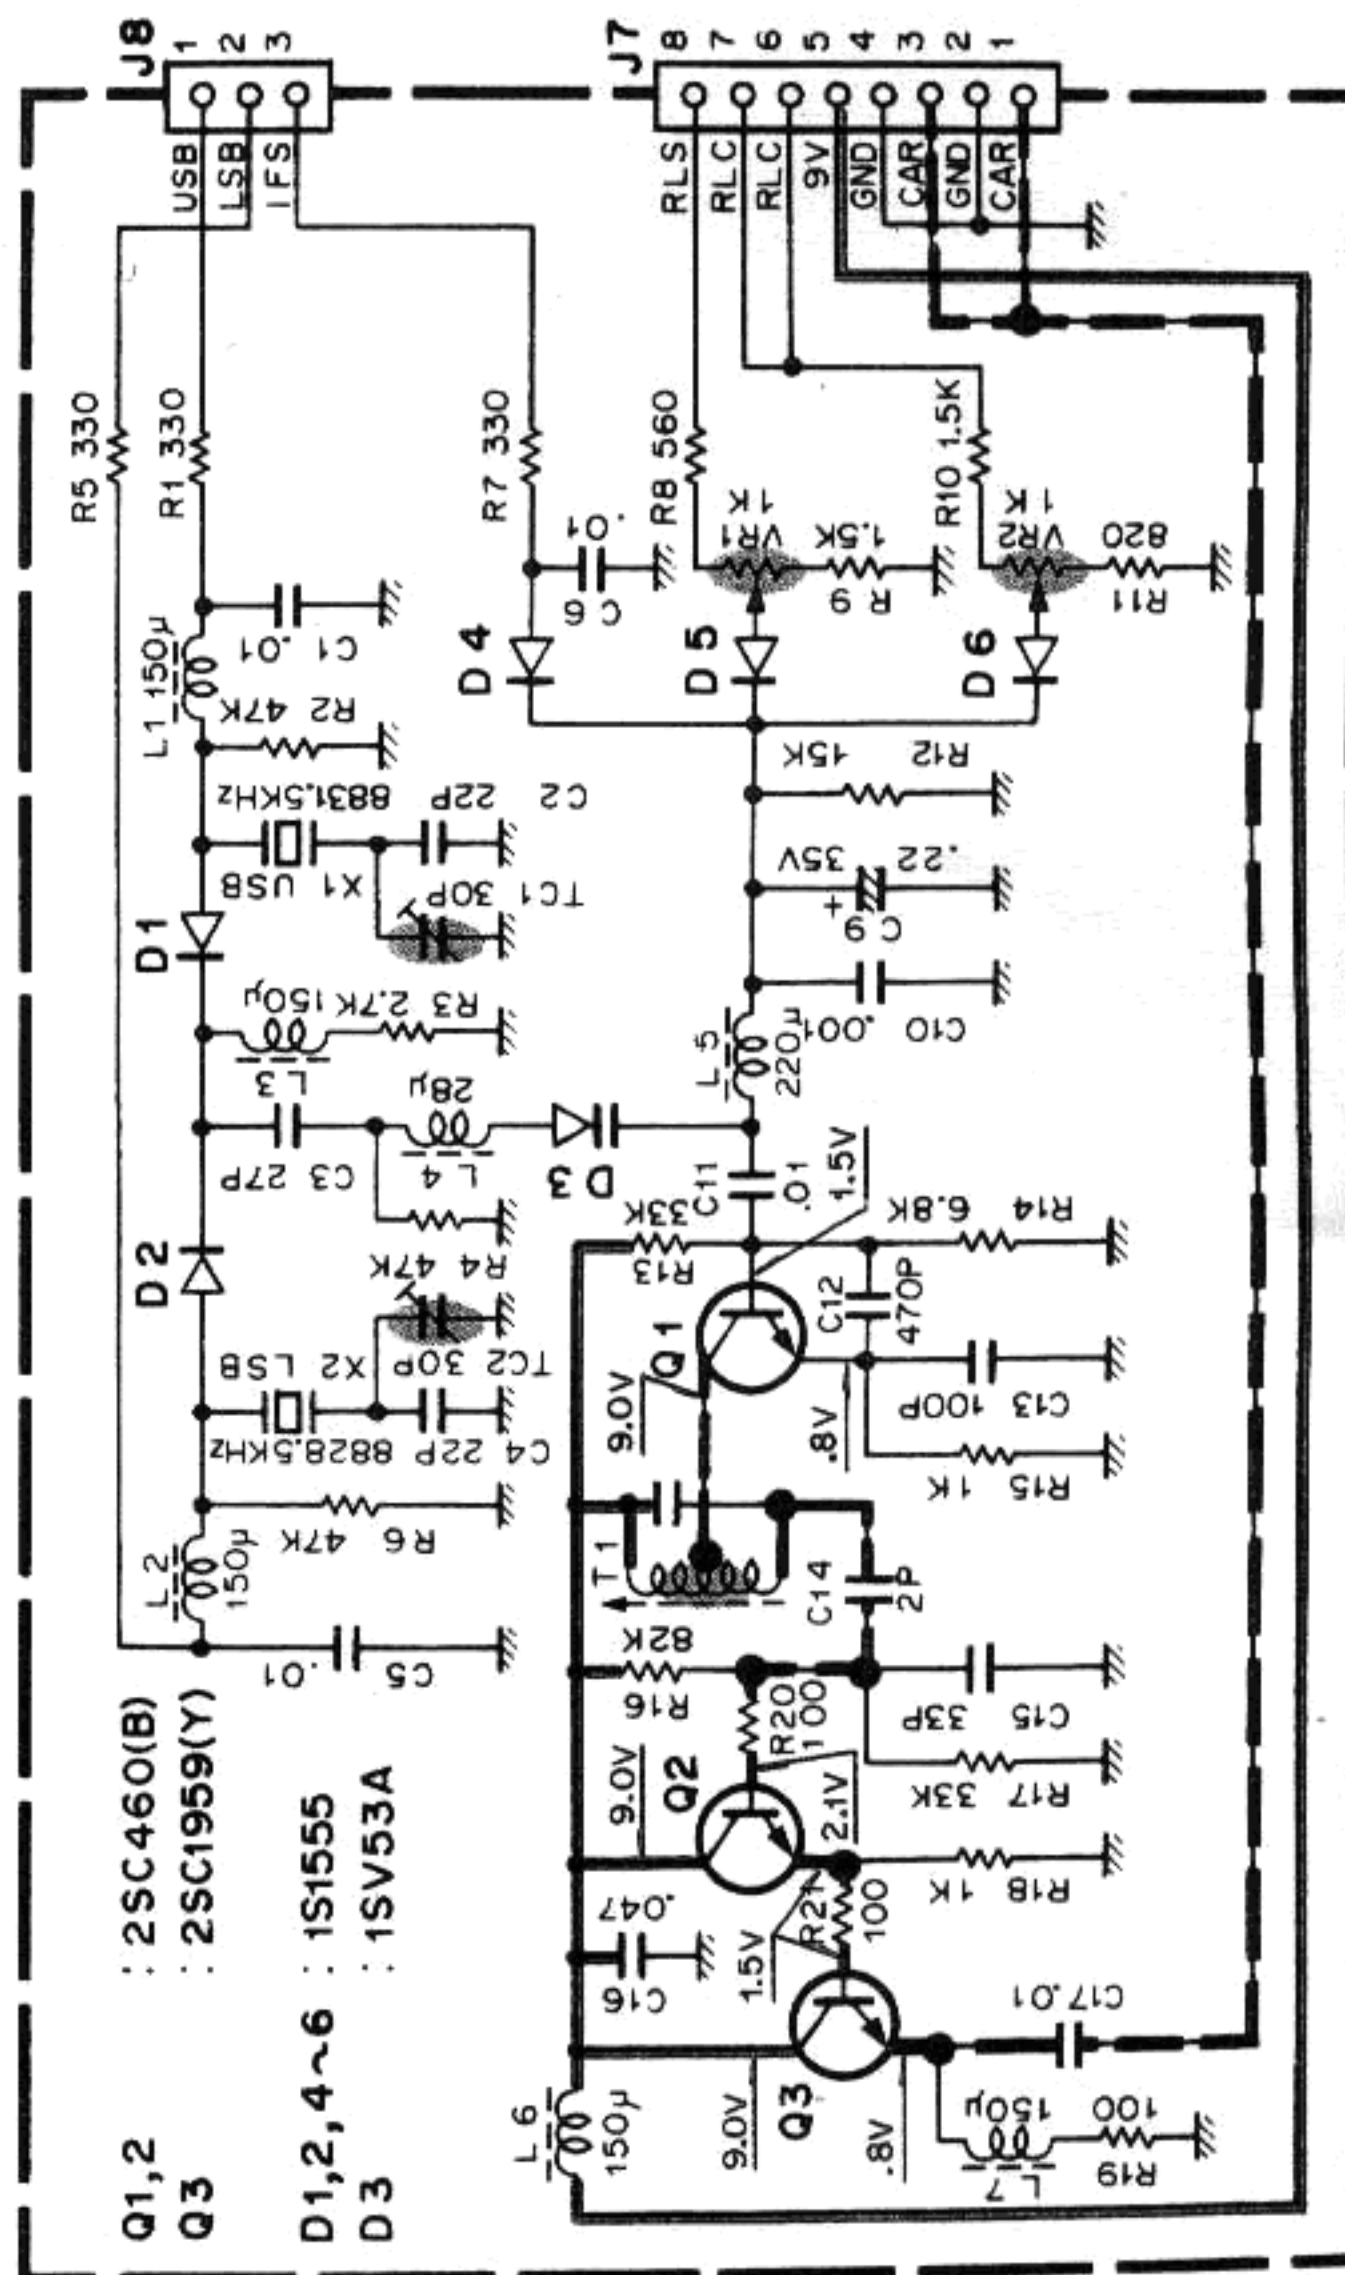 J8
1
2
3
USB
LSB
IFS
J7
8
7
6
5
4
3
2
1
RLS
RLC
RLC
9V
GND
CAR
GND
CAR
R5 330
R1 330
R7 330
R8 560
R10 1.5K
.01
C6
VR1
1K
R9
1.5K
VR2
1K
R11
820
L1 150μ
C1 .01
R2 47K
D4
D5
D6
8831.5KHz
USB X1
22P C2
TC1 30P
D1
R12
15K
C9
+
.22
35V
C10 .001
L3
150μ
R3 2.7K
L5
220μ
C3 27P
L4
28μ
D3
C11
.01
1.5V
R4 47K
D2
R13
33K
R14
6.8K
C12
470P
Q1
9.0V
.8V
C13
100P
R15
1K
8828.5KHz
LSB X2
TC2 30P
C4 22P
R6 47K
L2
150μ
C5
.01
T1
C14
2P
R16
82K
R20
100
C15
33P
R17
33K
Q2
9.0V
2.1V
R18
1K
R21
100
1.5V
C16
.047
Q3
9.0V
.8V
C17 .01
L6
150μ
L7
150μ
R19
100
Q1,2 : 2SC460(B)
Q3 : 2SC1959(Y)
D1,2,4~6 : 1S1555
D3 : 1SV53A